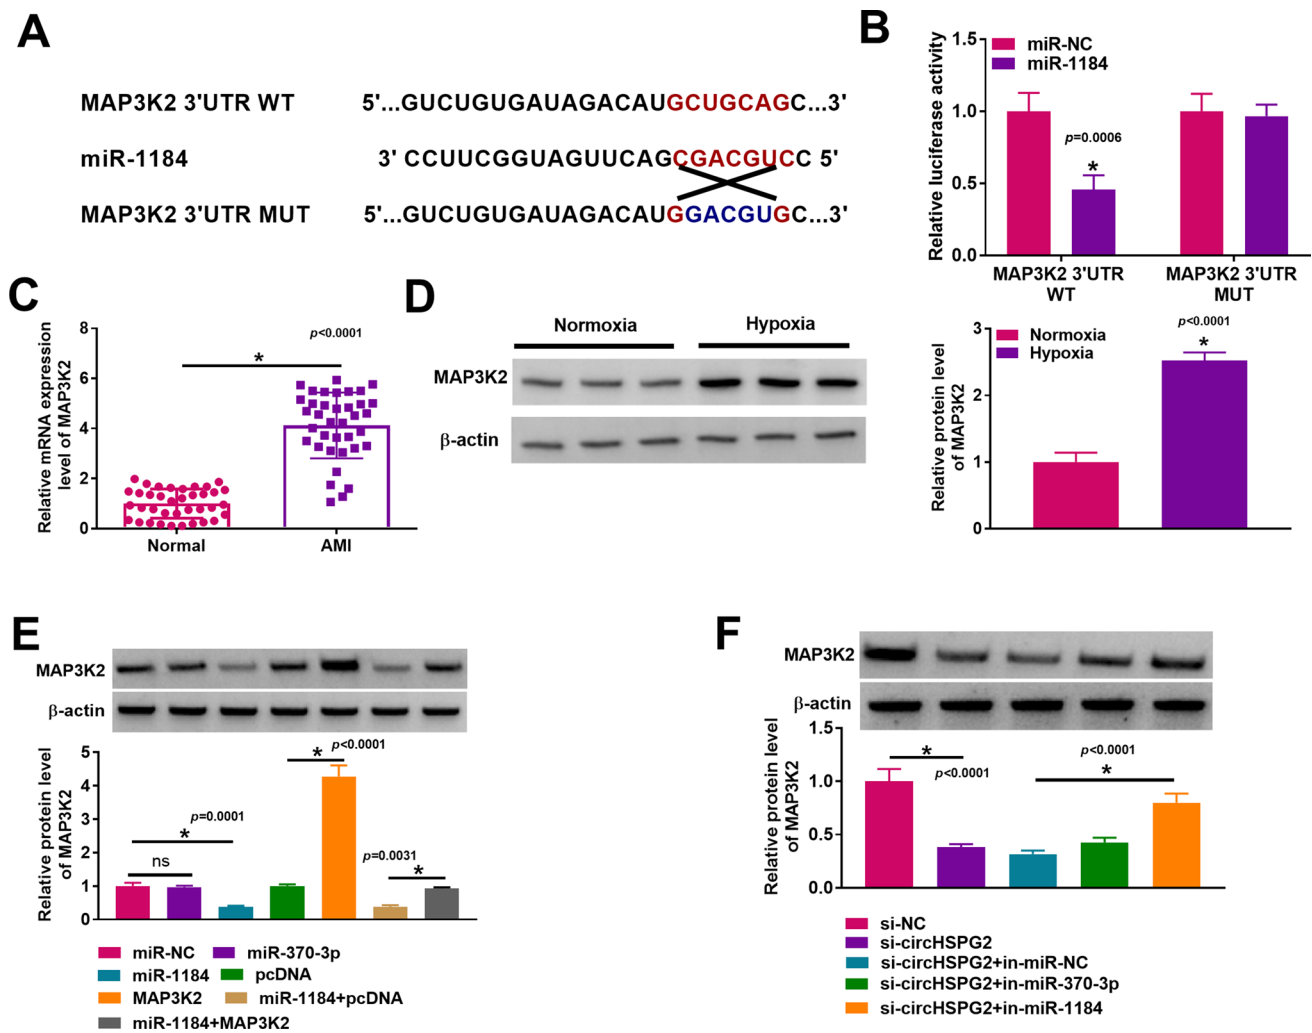 A
MAP3K2 3'UTR WT 5'...GUCUGUGAUAGACAUGCUGCAGC...3'
miR-1184 3' CCUUCGGUAGUUCAGCGACGUCC 5'
MAP3K2 3'UTR MUT 5'...GUCUGUGAUAGACAUGGACGUGC...3'
B
Relative luciferase activity
1.5
1.0
0.5
0.0
miR-NC
miR-1184
p=0.0006
*
MAP3K2 3'UTR
WT
MAP3K2 3'UTR
MUT
C
Relative mRNA expression
level of MAP3K2
8
6
4
2
0
p<0.0001
*
Normal AMI
D
Normoxia Hypoxia
MAP3K2
β-actin
Relative protein level
of MAP3K2
3
2
1
0
Normoxia
Hypoxia
p<0.0001
*
E
MAP3K2
β-actin
Relative protein level
of MAP3K2
5
4
3
2
1
0
ns
*
p=0.0001
*
p<0.0001
p=0.0031
*
miR-NC miR-370-3p
miR-1184 pcDNA
MAP3K2 miR-1184+pcDNA
miR-1184+MAP3K2
F
MAP3K2
β-actin
Relative protein level
of MAP3K2
1.5
1.0
0.5
0.0
*
p<0.0001
p<0.0001
*
si-NC
si-circHSPG2
si-circHSPG2+in-miR-NC
si-circHSPG2+in-miR-370-3p
si-circHSPG2+in-miR-1184